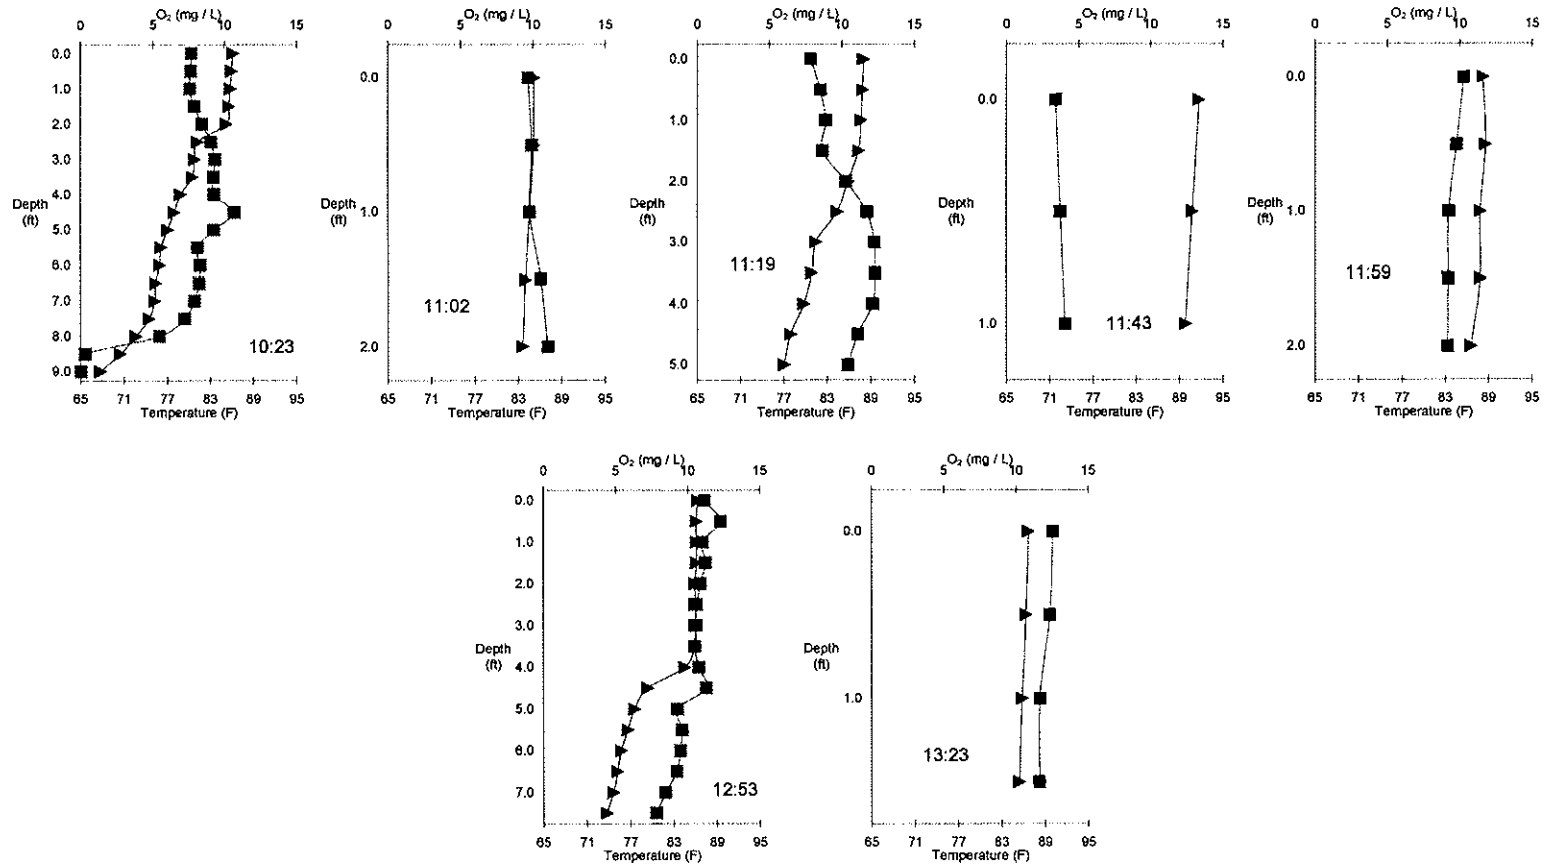 O₂ (mg / L)
0 5 10 15
0.0
1.0
2.0
3.0
4.0
5.0
6.0
7.0
8.0
9.0
Depth
(ft)
10:23
65 71 77 83 89 95
Temperature (F)
O₂ (mg / L)
0 5 10 15
0.0
1.0
2.0
Depth
(ft)
11:02
65 71 77 83 89 95
Temperature (F)
O₂ (mg / L)
0 5 10 15
0.0
1.0
2.0
3.0
4.0
5.0
Depth
(ft)
11:19
65 71 77 83 89 95
Temperature (F)
O₂ (mg / L)
0 5 10 15
0.0
1.0
Depth
(ft)
11:43
65 71 77 83 89 95
Temperature (F)
O₂ (mg / L)
0 5 10 15
0.0
1.0
2.0
Depth
(ft)
11:59
65 71 77 83 89 95
Temperature (F)
O₂ (mg / L)
0 5 10 15
0.0
1.0
2.0
3.0
4.0
5.0
6.0
7.0
Depth
(ft)
12:53
65 71 77 83 89 95
Temperature (F)
O₂ (mg / L)
0 5 10 15
0.0
1.0
Depth
(ft)
13:23
65 71 77 83 89 95
Temperature (F)